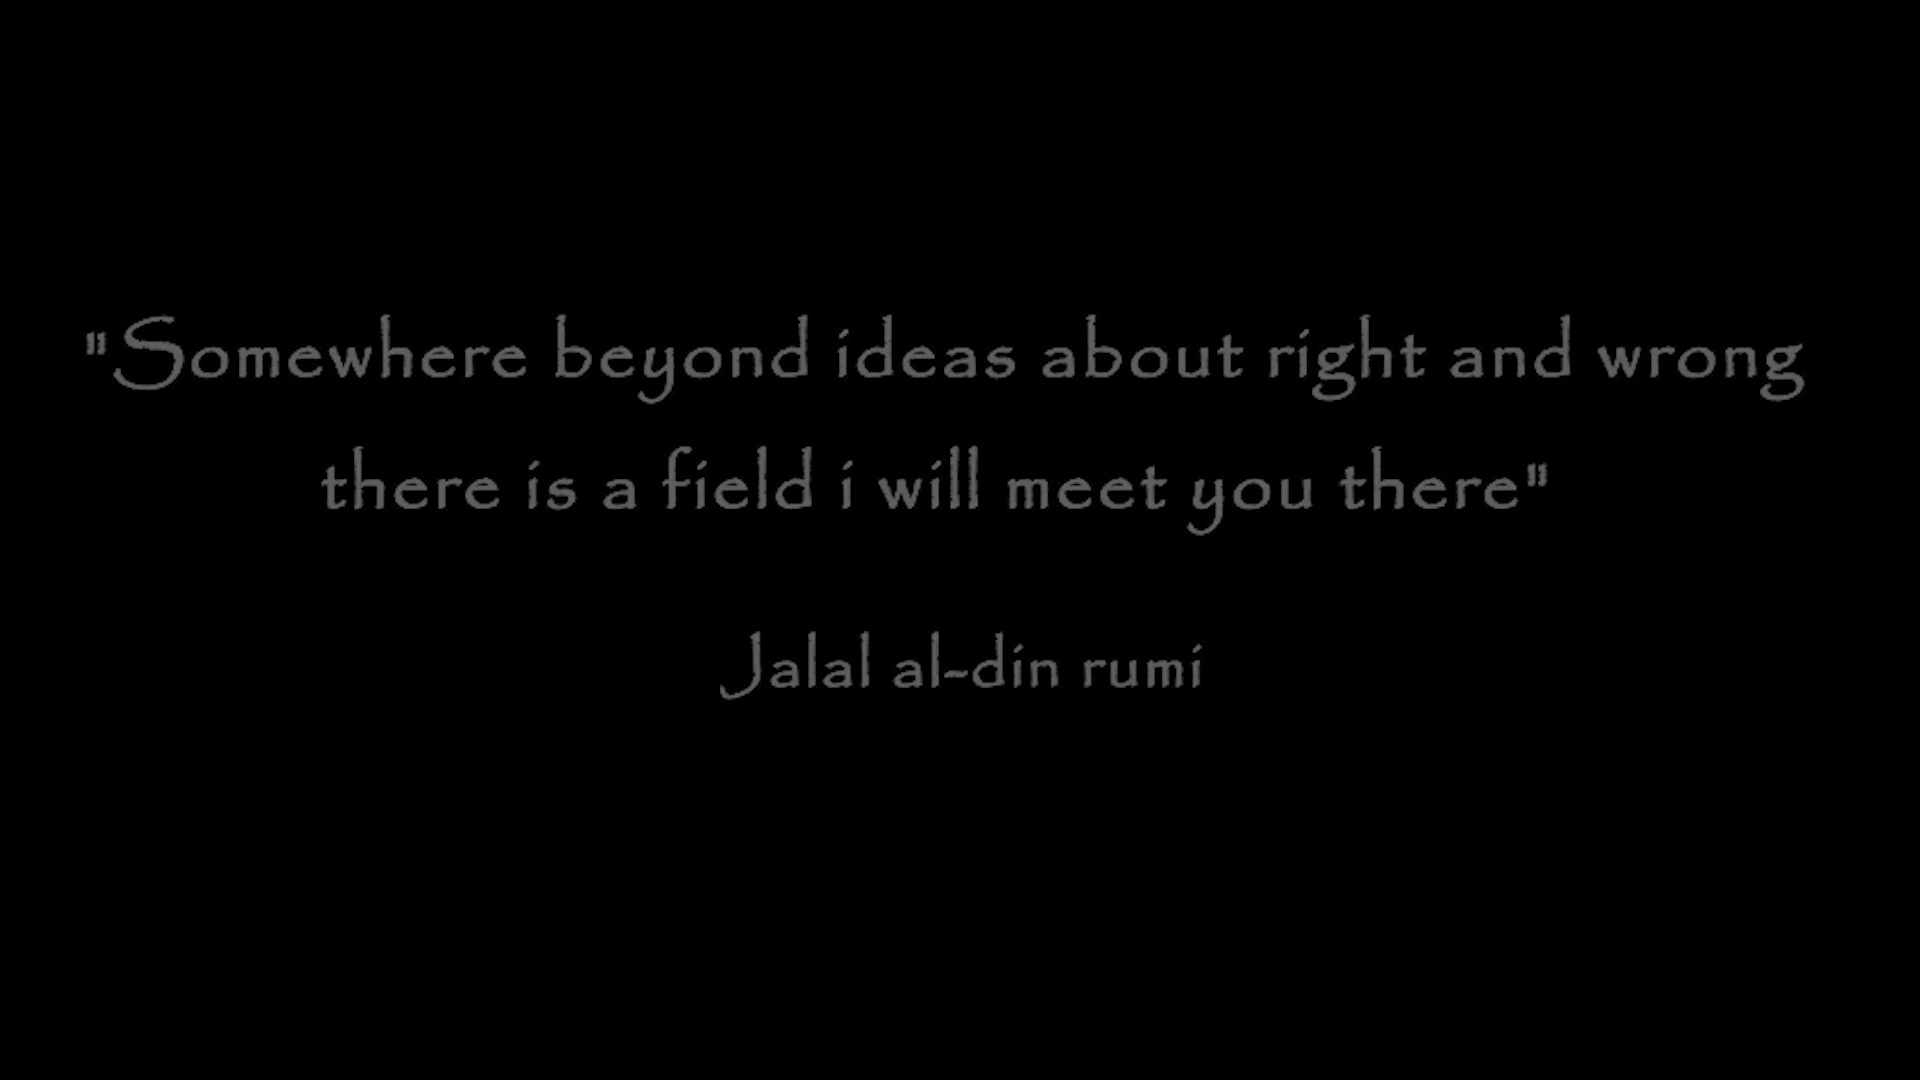 "Somewhere beyond ideas about right and wrong
there is a field i will meet you there"
Jalal al-din rumi